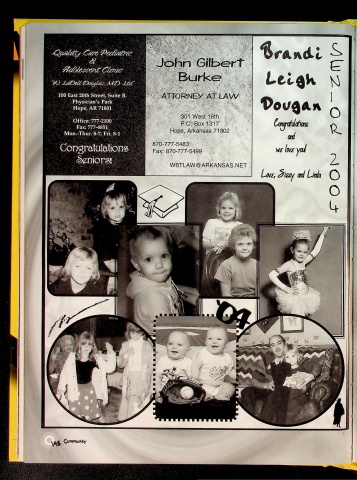 Quality Care Pediatric
&
Adolescent Clinic
W. LaDell Douglas, M.D. Ltd
100 East 20th Street, Suite B
Physician's Park
Hope, AR 71801
Office: 777-2300
Fax: 777-8851
Mon.-Thur. 8-7; Fri. 8-1
Congratulations
Seniors!
John Gilbert
Burke
ATTORNEY AT LAW
301 West 16th
P.O Box 1317
Hope, Arkansas 71802
870-777-5483
Fax: 870-777-5499
WBTLAW@ARKANSAS.NET
Brandi
Leigh
Dougan
Congratulations
and
we love you!
Love, Sissy and Linda
SENIOR 2004
'04
148 Community